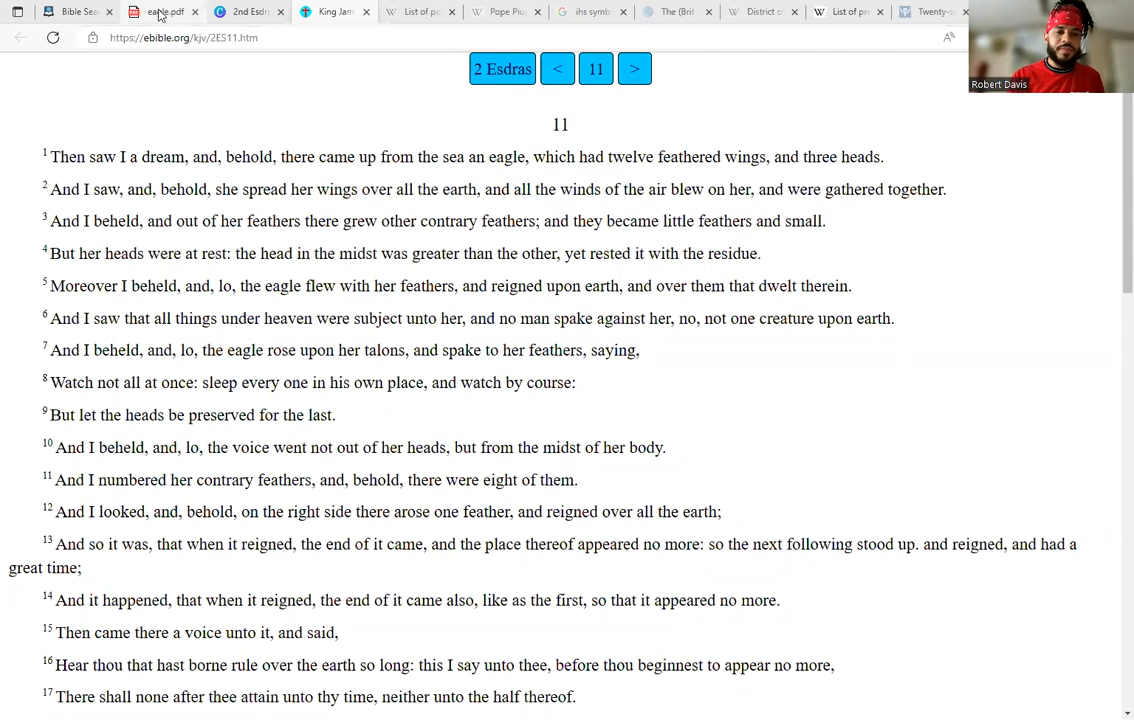 Bible Sea
eagle.pdf
2nd Esdr
King Jam
List of po
Pope Piu
ihs symb
The (Brit
District o
List of pr
Twenty-s
https://ebible.org/kjv/2ES11.htm
Robert Davis
2 Esdras < 11 >
11
1 Then saw I a dream, and, behold, there came up from the sea an eagle, which had twelve feathered wings, and three heads.
2 And I saw, and, behold, she spread her wings over all the earth, and all the winds of the air blew on her, and were gathered together.
3 And I beheld, and out of her feathers there grew other contrary feathers; and they became little feathers and small.
4 But her heads were at rest: the head in the midst was greater than the other, yet rested it with the residue.
5 Moreover I beheld, and, lo, the eagle flew with her feathers, and reigned upon earth, and over them that dwelt therein.
6 And I saw that all things under heaven were subject unto her, and no man spake against her, no, not one creature upon earth.
7 And I beheld, and, lo, the eagle rose upon her talons, and spake to her feathers, saying,
8 Watch not all at once: sleep every one in his own place, and watch by course:
9 But let the heads be preserved for the last.
10 And I beheld, and, lo, the voice went not out of her heads, but from the midst of her body.
11 And I numbered her contrary feathers, and, behold, there were eight of them.
12 And I looked, and, behold, on the right side there arose one feather, and reigned over all the earth;
13 And so it was, that when it reigned, the end of it came, and the place thereof appeared no more: so the next following stood up. and reigned, and had a
great time;
14 And it happened, that when it reigned, the end of it came also, like as the first, so that it appeared no more.
15 Then came there a voice unto it, and said,
16 Hear thou that hast borne rule over the earth so long: this I say unto thee, before thou beginnest to appear no more,
17 There shall none after thee attain unto thy time, neither unto the half thereof.